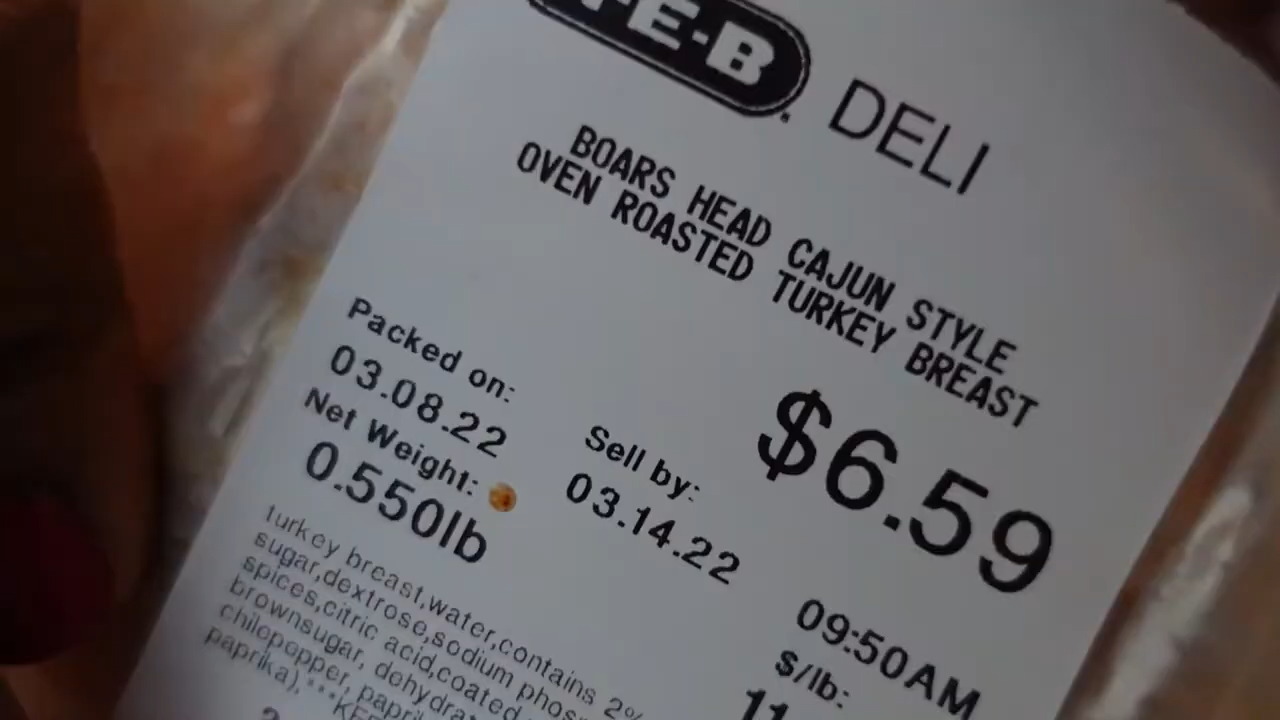 E-B DELI
BOARS HEAD CAJUN STYLE
OVEN ROASTED TURKEY BREAST
$6.59
Packed on:
03.08.22
Sell by:
03.14.22
Net Weight:
0.550lb
09:50AM
$/lb:
11
turkey breast,water,contains 2%
sugar,dextrose,sodium
spices,citric acid,coated
brownsugar,
chilepepper,
paprika),***